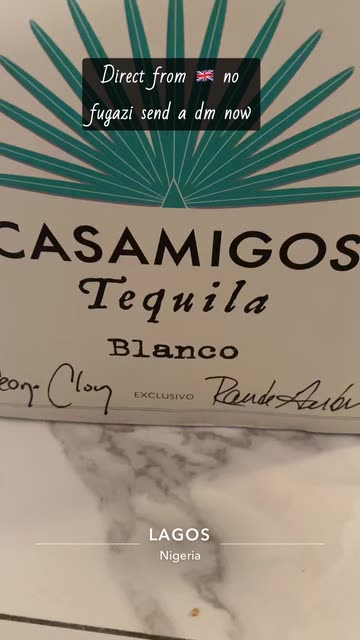 Direct from 🇬🇧 no
fugazi send a dm now
CASAMIGOS
Tequila
Blanco
EXCLUSIVO
LAGOS
Nigeria